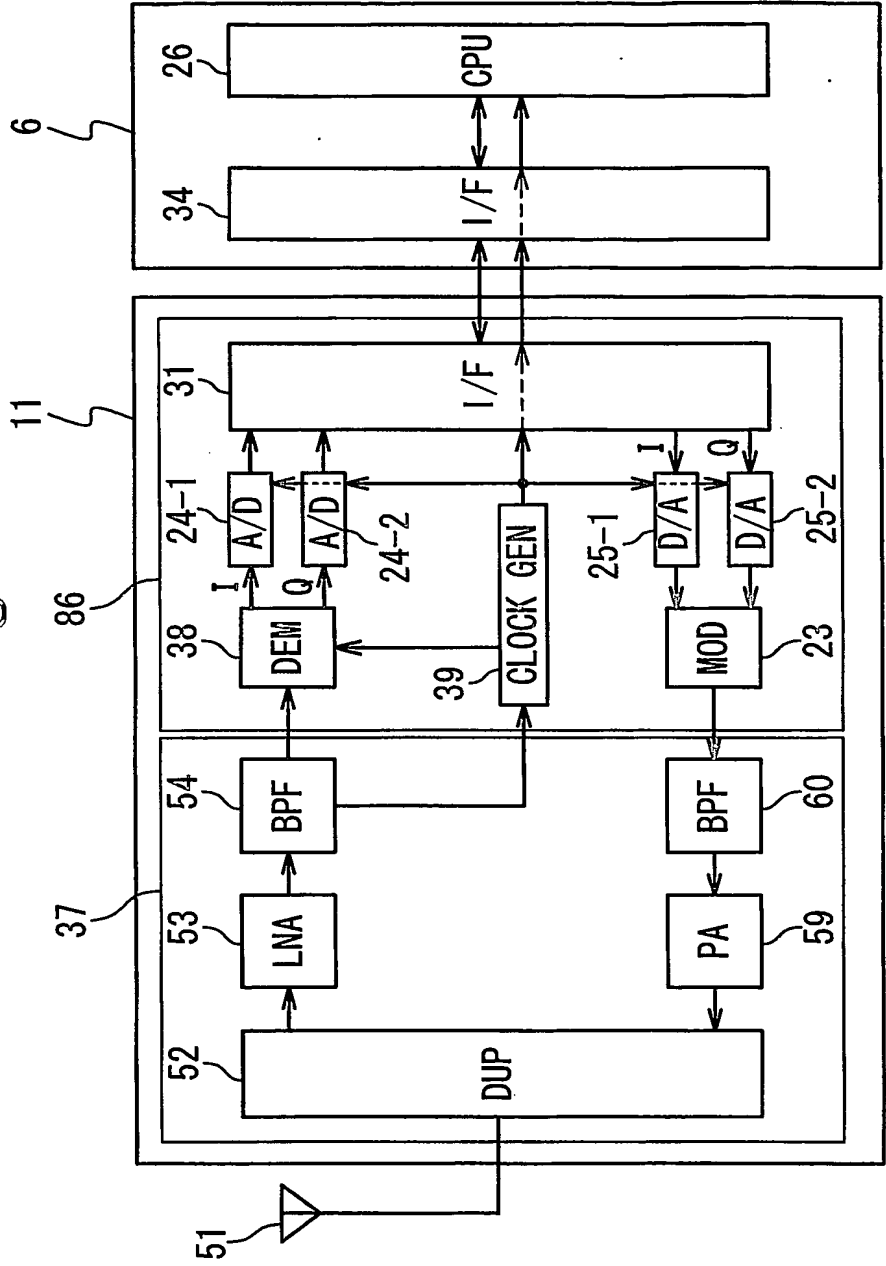 11
6
37
86
52
53
54
38
24-1
31
34
26
DUP
LNA
BPF
DEM
I
Q
A/D
A/D
24-2
I/F
I/F
CPU
39
CLOCK GEN
51
PA
BPF
MOD
25-1
D/A
D/A
I
Q
25-2
59
60
23